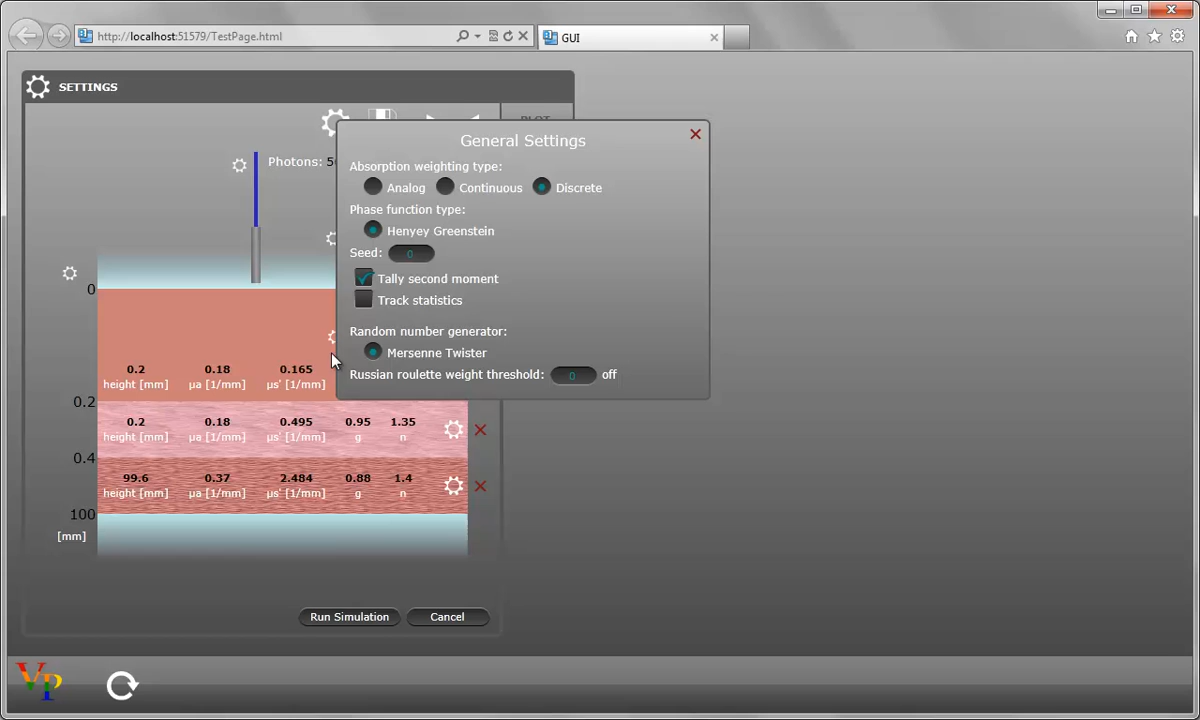 http://localhost:51579/TestPage.html
GUI
SETTINGS
Photons:
General Settings
Absorption weighting type:
Analog Continuous Discrete
Phase function type:
Henyey Greenstein
Seed: 0
Tally second moment
Track statistics
Random number generator:
Mersenne Twister
Russian roulette weight threshold: 0 off
0
0.2 0.18 0.165
height [mm] µa [1/mm] µs' [1/mm]
0.2
0.2 0.18 0.495 0.95 1.35
height [mm] µa [1/mm] µs' [1/mm] g n
0.4
99.6 0.37 2.484 0.88 1.4
height [mm] µa [1/mm] µs' [1/mm] g n
100
[mm]
Run Simulation Cancel
VP